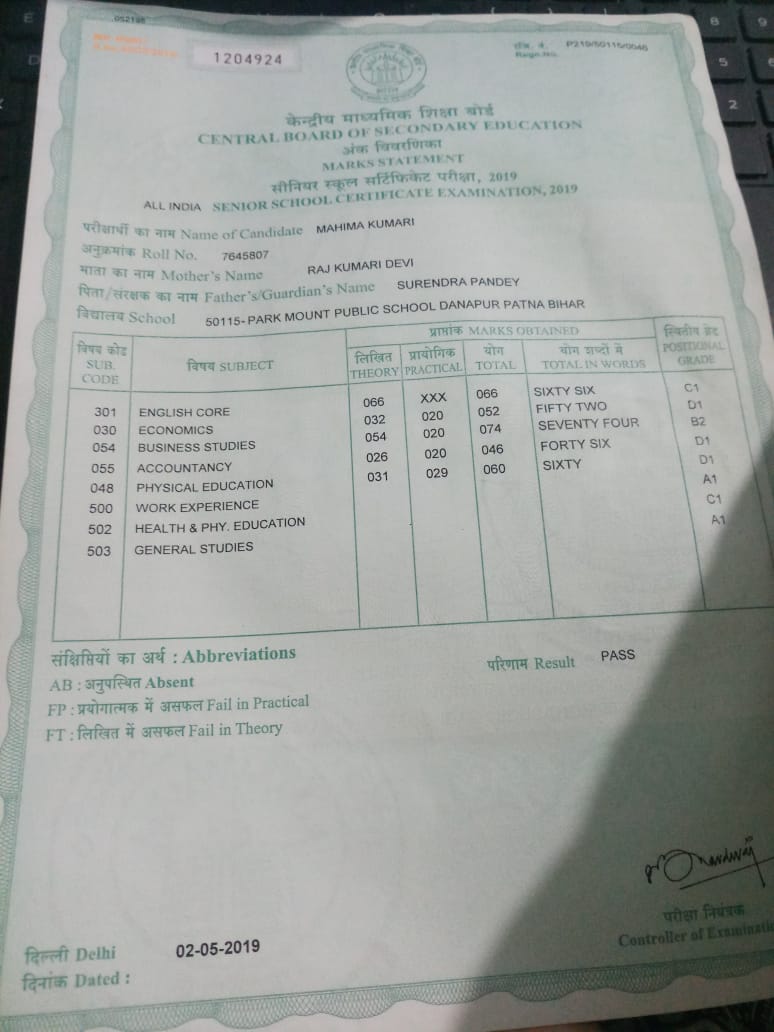 052198
1204924
रजि. नं. P219/50115/0046
Regn.No.
केन्द्रीय माध्यमिक शिक्षा बोर्ड
CENTRAL BOARD OF SECONDARY EDUCATION
अंक विवरणिका
MARKS STATEMENT
सीनियर स्कूल सर्टिफिकेट परीक्षा, 2019
ALL INDIA SENIOR SCHOOL CERTIFICATE EXAMINATION, 2019
परीक्षार्थी का नाम Name of Candidate MAHIMA KUMARI
अनुक्रमांक Roll No. 7645807
माता का नाम Mother's Name RAJ KUMARI DEVI
पिता/संरक्षक का नाम Father's/Guardian's Name SURENDRA PANDEY
विद्यालय School 50115- PARK MOUNT PUBLIC SCHOOL DANAPUR PATNA BIHAR
विषय कोड SUB. CODE विषय SUBJECT प्राप्तांक MARKS OBTAINED स्थितीय ग्रेड POSITIONAL GRADE
लिखित THEORY प्रायोगिक PRACTICAL योग TOTAL योग शब्दों में TOTAL IN WORDS
301 ENGLISH CORE 066 XXX 066 SIXTY SIX C1
030 ECONOMICS 032 020 052 FIFTY TWO D1
054 BUSINESS STUDIES 054 020 074 SEVENTY FOUR B2
055 ACCOUNTANCY 026 020 046 FORTY SIX D1
048 PHYSICAL EDUCATION 031 029 060 SIXTY D1
500 WORK EXPERIENCE A1
502 HEALTH & PHY. EDUCATION C1
503 GENERAL STUDIES A1
संक्षिप्तियों का अर्थ : Abbreviations
परिणाम Result PASS
AB : अनुपस्थित Absent
FP : प्रयोगात्मक में असफल Fail in Practical
FT : लिखित में असफल Fail in Theory
परीक्षा नियंत्रक
Controller of Examinatio
दिल्ली Delhi 02-05-2019
दिनांक Dated :